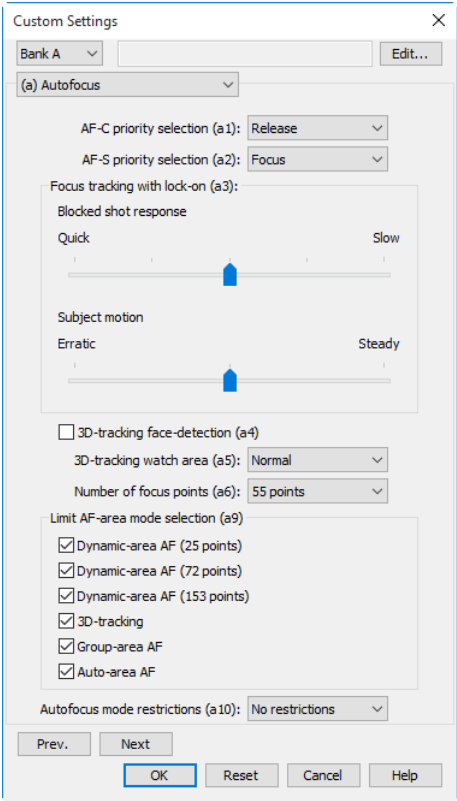 Custom Settings
Bank A
Edit...
(a) Autofocus
AF-C priority selection (a1): Release
AF-S priority selection (a2): Focus
Focus tracking with lock-on (a3):
Blocked shot response
Quick Slow
Subject motion
Erratic Steady
3D-tracking face-detection (a4)
3D-tracking watch area (a5): Normal
Number of focus points (a6): 55 points
Limit AF-area mode selection (a9)
Dynamic-area AF (25 points)
Dynamic-area AF (72 points)
Dynamic-area AF (153 points)
3D-tracking
Group-area AF
Auto-area AF
Autofocus mode restrictions (a10): No restrictions
Prev. Next
OK Reset Cancel Help